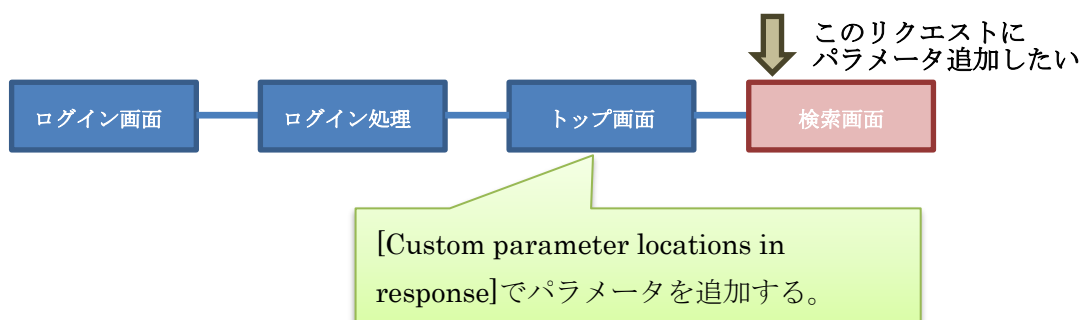 このリクエストに
パラメータ追加したい
ログイン画面
ログイン処理
トップ画面
検索画面
[Custom parameter locations in
response]でパラメータを追加する。